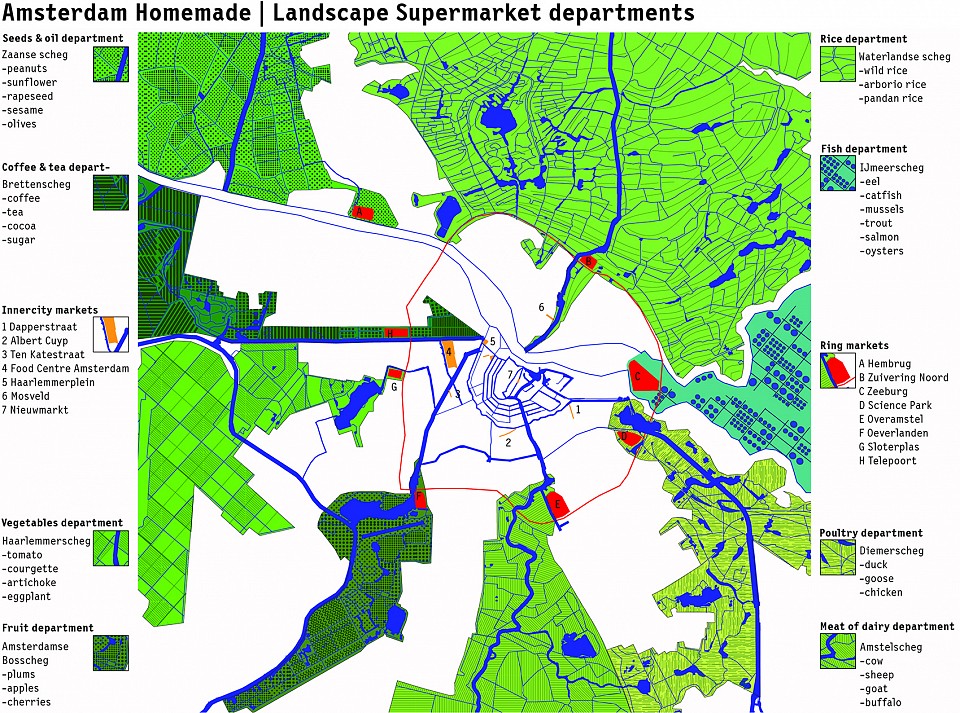 Amsterdam Homemade | Landscape Supermarket departments
Seeds & oil department
Zaanse scheg
-peanuts
-sunflower
-rapeseed
-sesame
-olives
Coffee & tea depart-
Brettenscheg
-coffee
-tea
-cocoa
-sugar
Innercity markets
1 Dapperstraat
2 Albert Cuyp
3 Ten Katestraat
4 Food Centre Amsterdam
5 Haarlemmerplein
6 Mosveld
7 Nieuwmarkt
Vegetables department
Haarlemmerscheg
-tomato
-courgette
-artichoke
-eggplant
Fruit department
Amsterdamse
Bosscheg
-plums
-apples
-cherries
A
B
6
H
5
4
G
7
C
3
1
2
D
F
E
Rice department
Waterlandse scheg
-wild rice
-arborio rice
-pandan rice
Fish department
IJmeerscheg
-eel
-catfish
-mussels
-trout
-salmon
-oysters
Ring markets
A Hembrug
B Zuivering Noord
C Zeeburg
D Science Park
E Overamstel
F Oeverlanden
G Sloterplas
H Telepoort
Poultry department
Diemerscheg
-duck
-goose
-chicken
Meat of dairy department
Amstelscheg
-cow
-sheep
-goat
-buffalo